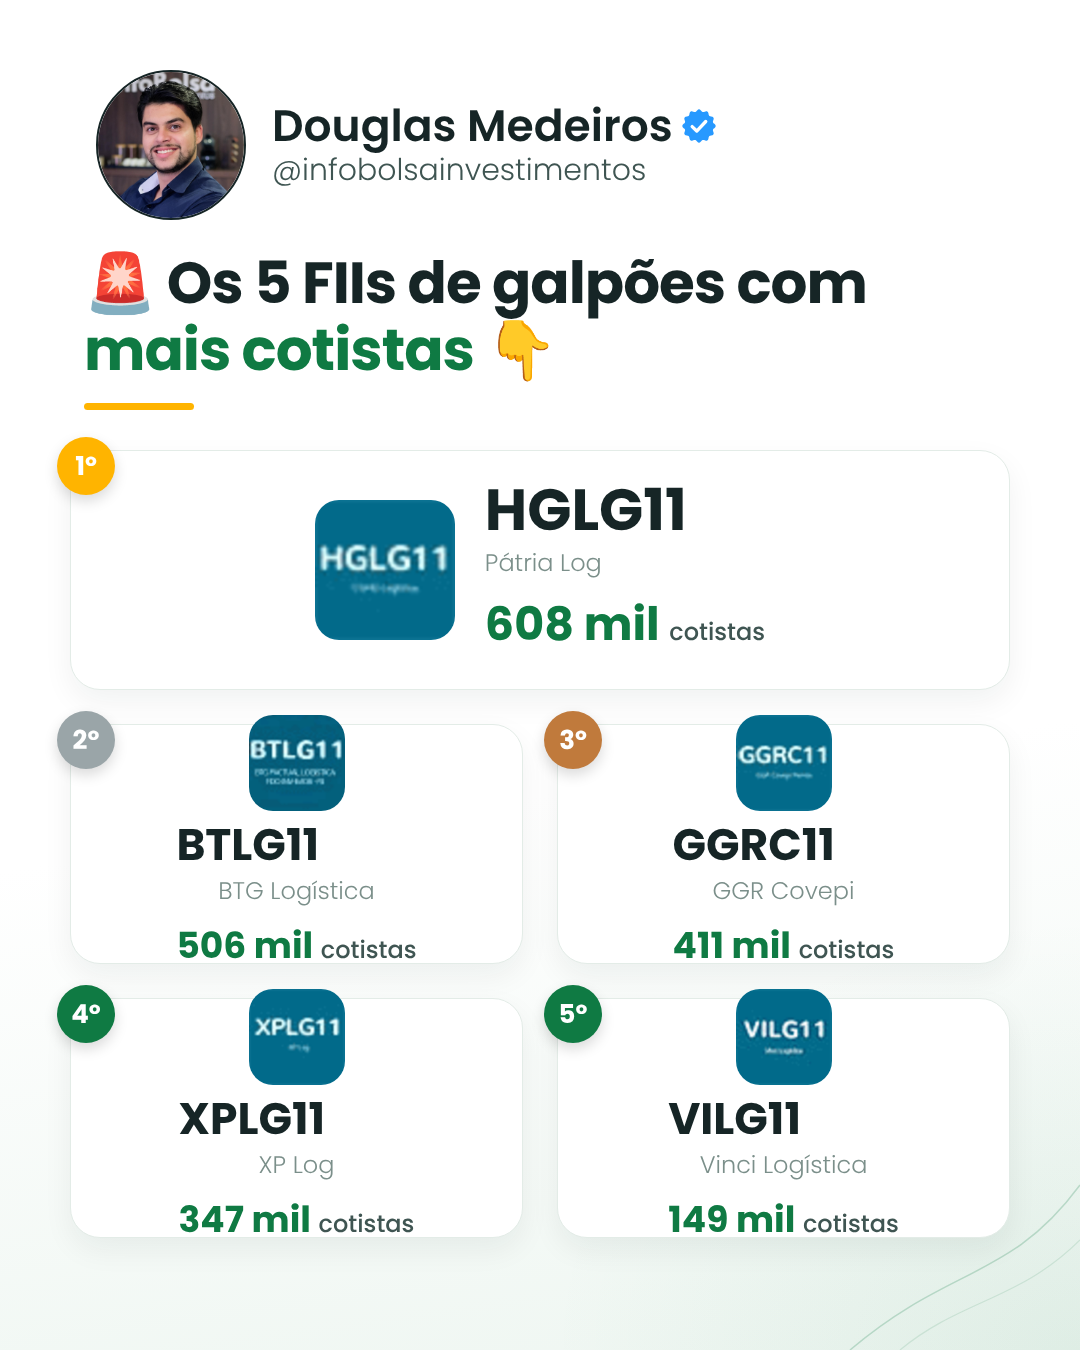 Douglas Medeiros
@infobolsainvestimentos
🚨 Os 5 FIIs de galpões com
mais cotistas 👇
1º
HGLG11
HGLG11
Pátria Log
608 mil cotistas
2º
BTLG11
BTLG11
BTG Logística
506 mil cotistas
3º
GGRC11
GGRC11
GGR Covepi
411 mil cotistas
4º
XPLG11
XPLG11
XP Log
347 mil cotistas
5º
VILG11
VILG11
Vinci Logística
149 mil cotistas